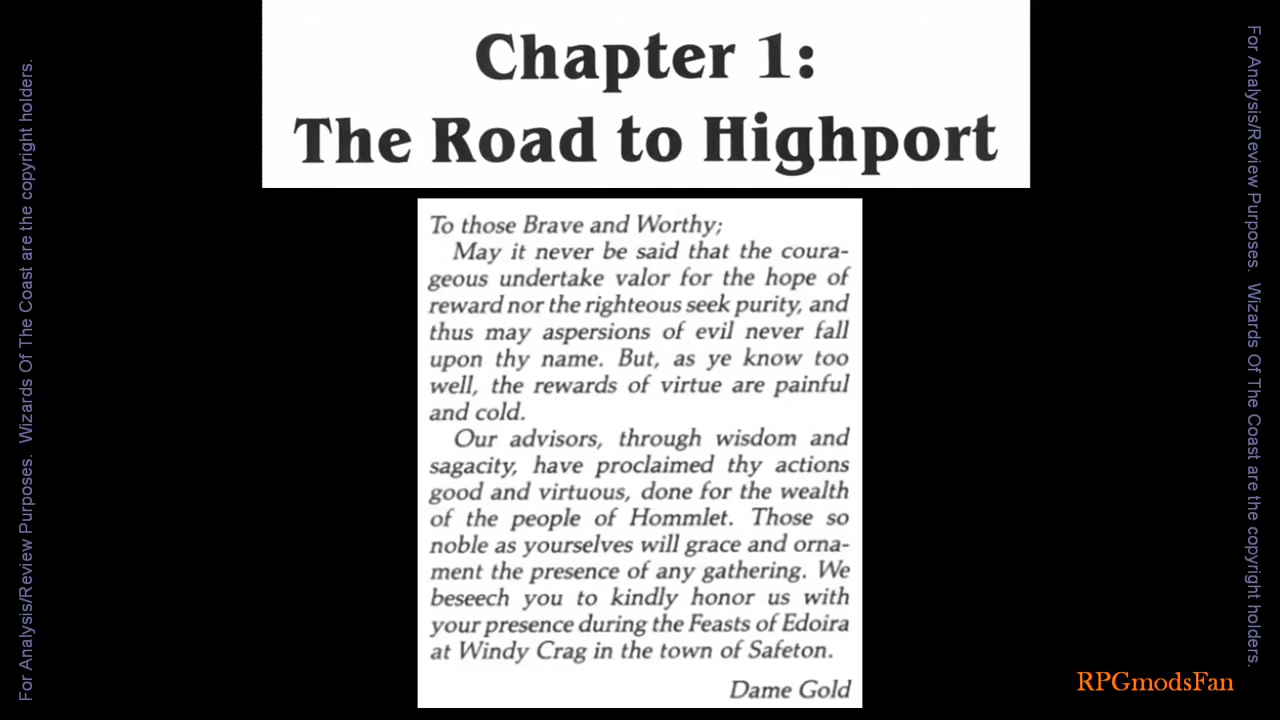 Chapter 1:
The Road to Highport
To those Brave and Worthy;
May it never be said that the coura-
geous undertake valor for the hope of
reward nor the righteous seek purity, and
thus may aspersions of evil never fall
upon thy name. But, as ye know too
well, the rewards of virtue are painful
and cold.
Our advisors, through wisdom and
sagacity, have proclaimed thy actions
good and virtuous, done for the wealth
of the people of Hommlet. Those so
noble as yourselves will grace and orna-
ment the presence of any gathering. We
beseech you to kindly honor us with
your presence during the Feasts of Edoira
at Windy Crag in the town of Safeton.
Dame Gold
For Analysis/Review Purposes. Wizards Of The Coast are the copyright holders.
For Analysis/Review Purposes. Wizards Of The Coast are the copyright holders.
RPGmodsFan